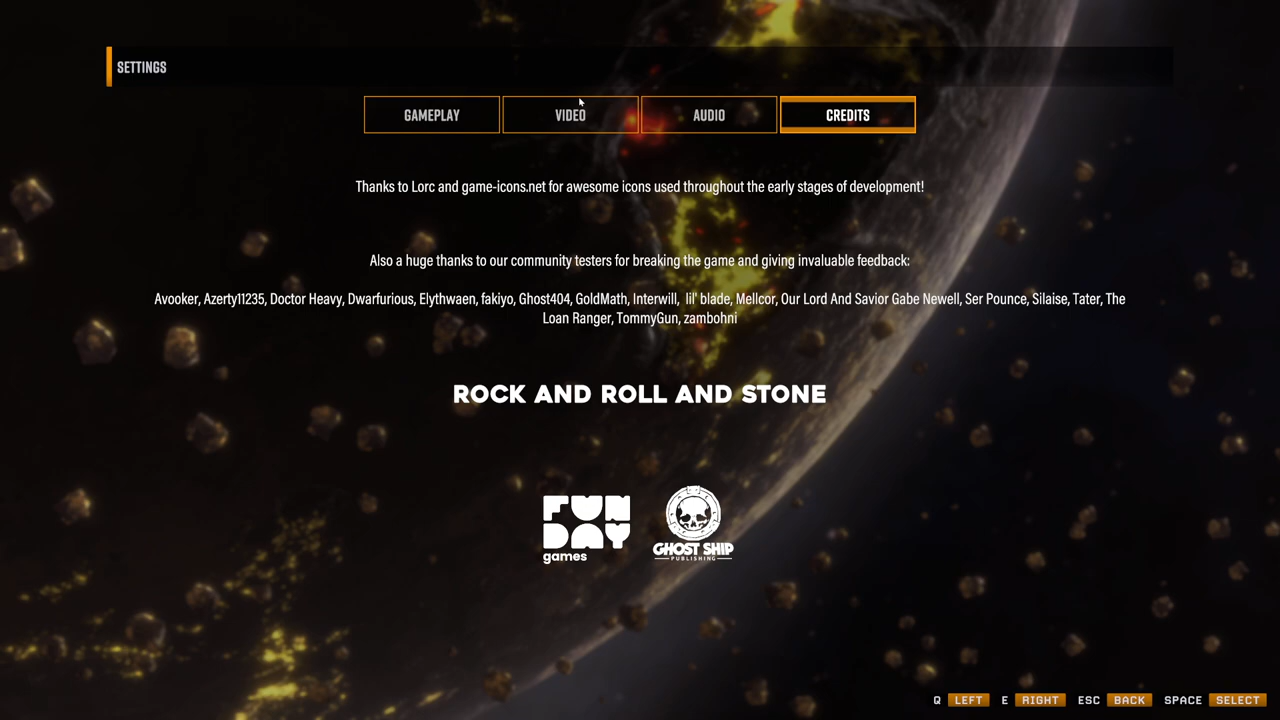 SETTINGS
GAMEPLAY
VIDEO
AUDIO
CREDITS
Thanks to Lorc and game-icons.net for awesome icons used throughout the early stages of development!
Also a huge thanks to our community testers for breaking the game and giving invaluable feedback:
Avooker, Azerty11235, Doctor Heavy, Dwarfurious, Elythwaen, fakiyo, Ghost404, GoldMath, Interwill,  lil' blade, Mellcor, Our Lord And Savior Gabe Newell, Ser Pounce, Silaise, Tater, The
Loan Ranger, TommyGun, zambohni
ROCK AND ROLL AND STONE
FUN
DAY
games
GHOST SHIP
PUBLISHING
Q LEFT E RIGHT ESC BACK SPACE SELECT